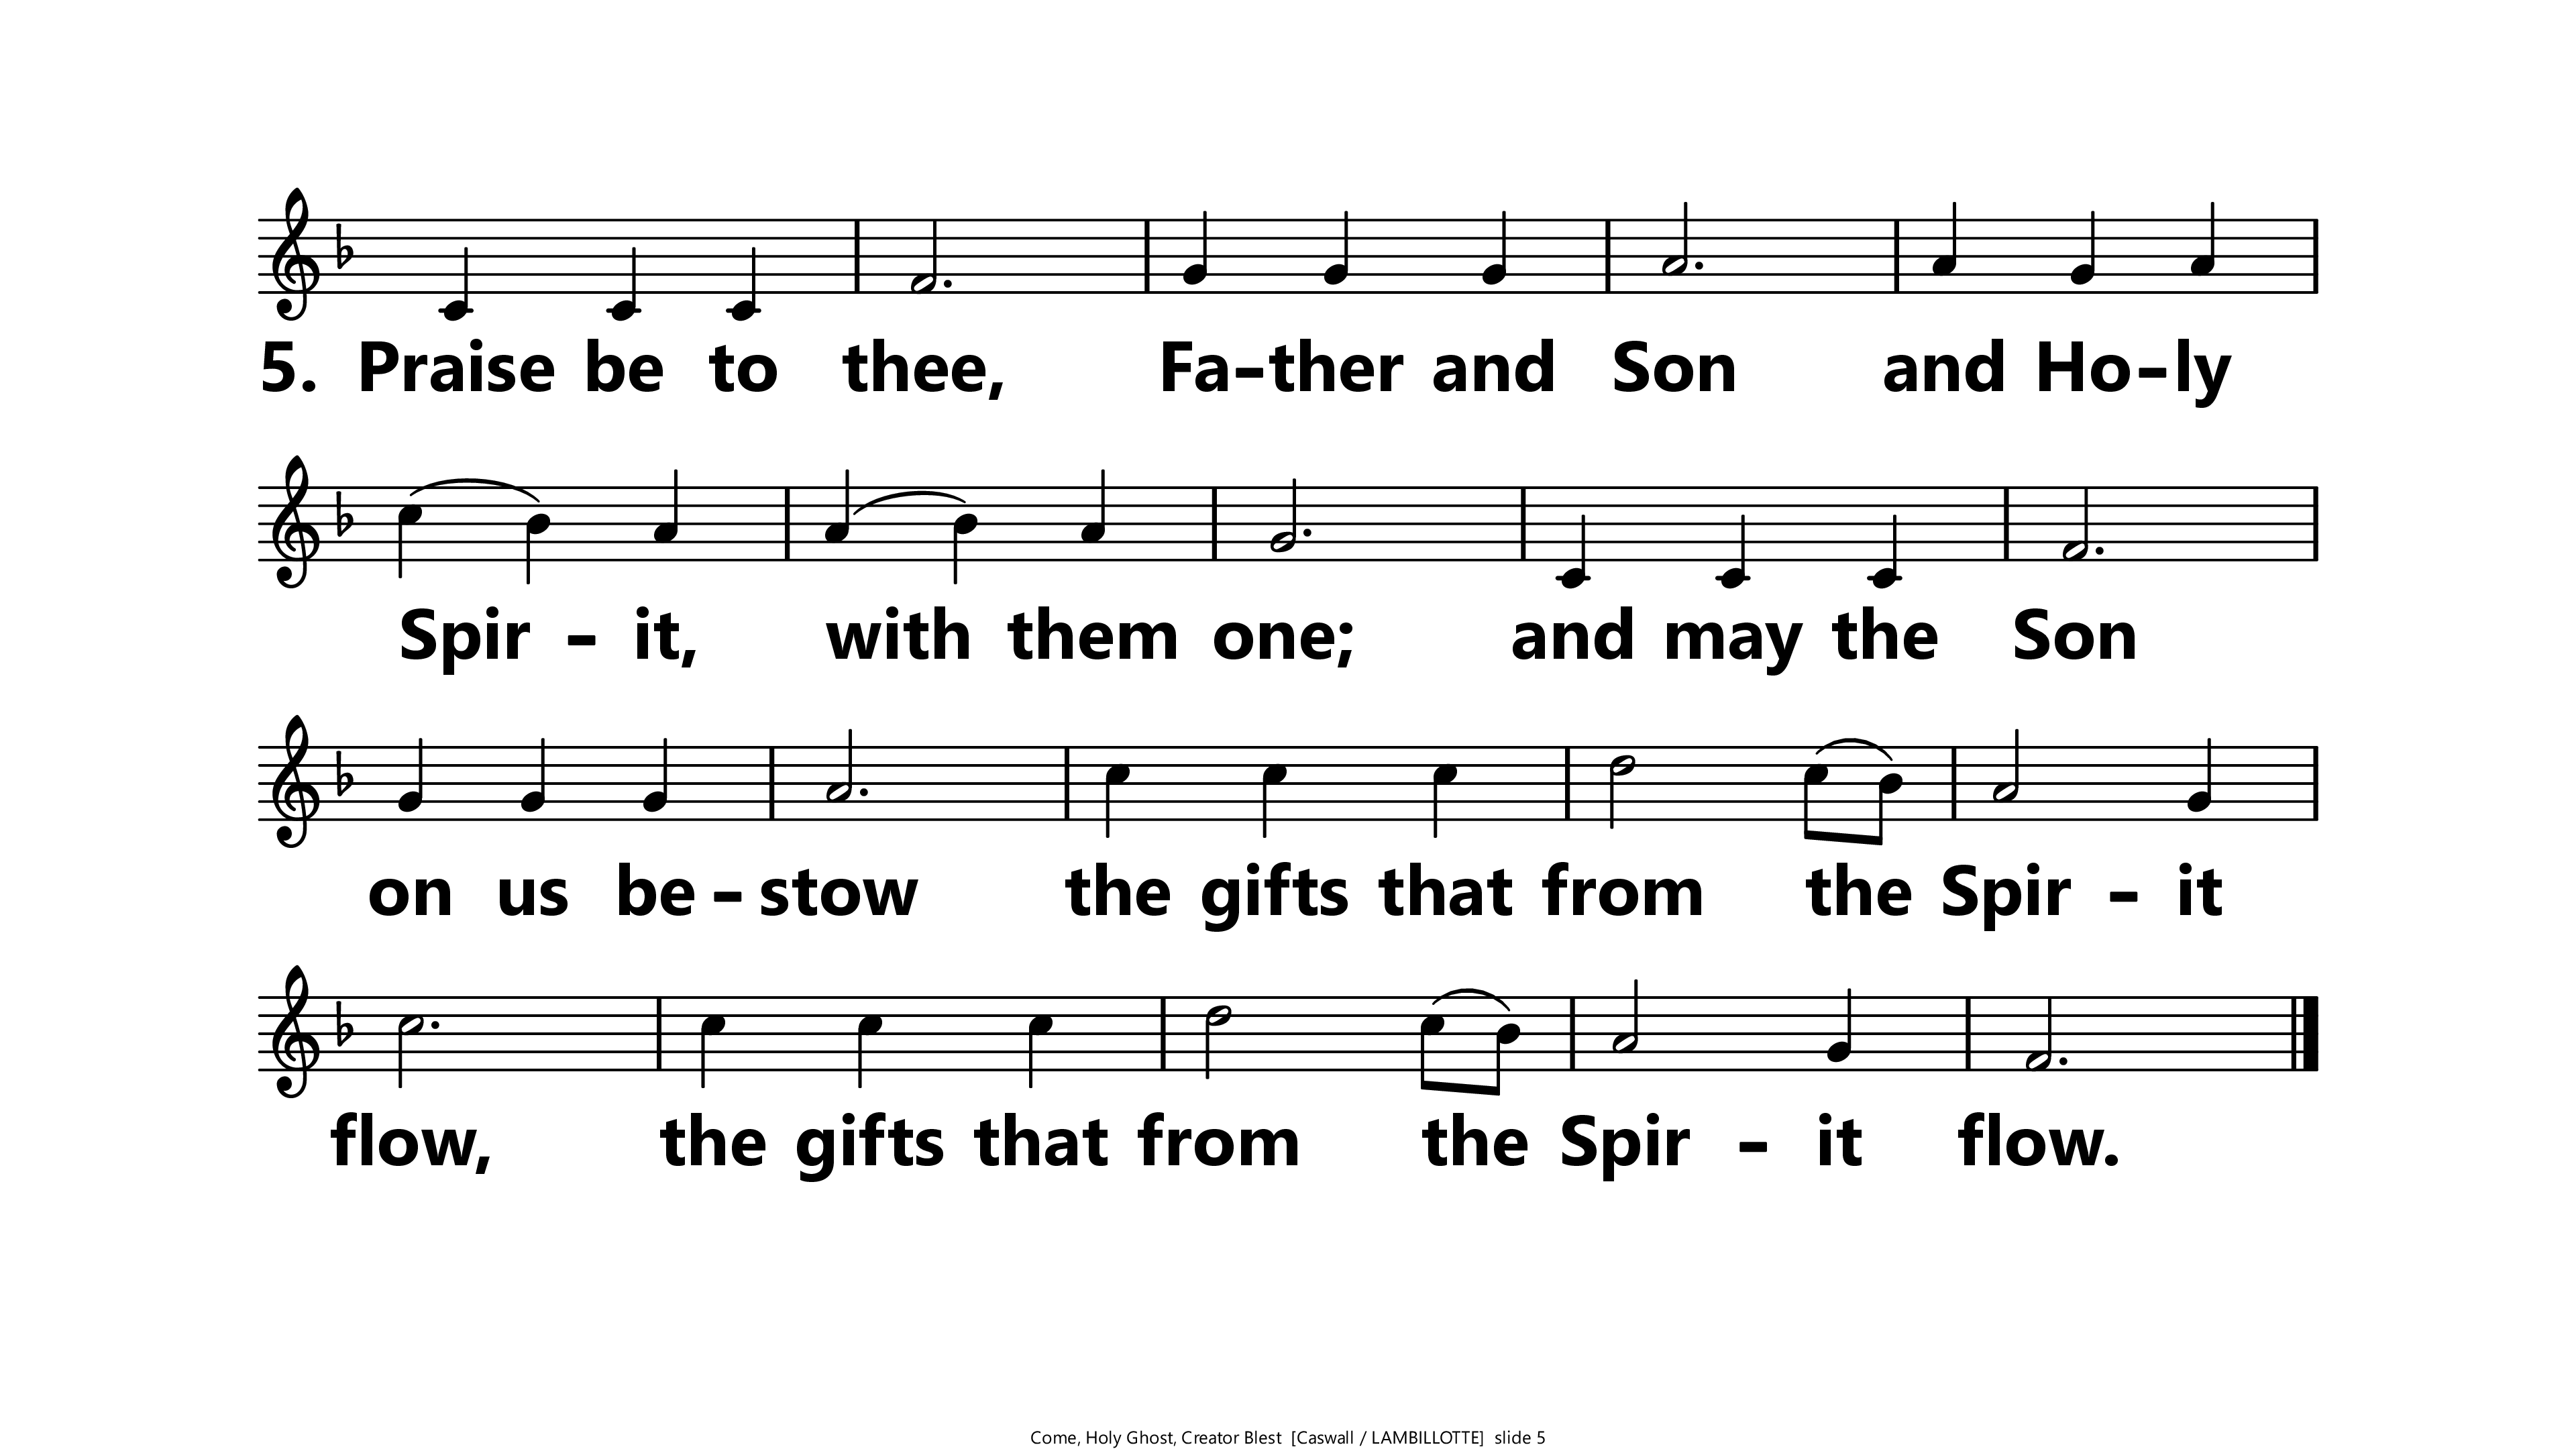 5. Praise be to thee, Fa-ther and Son and Ho-ly
Spir - it, with them one; and may the Son
on us be - stow the gifts that from the Spir - it
flow, the gifts that from the Spir - it flow.
Come, Holy Ghost, Creator Blest [Caswall / LAMBILLOTTE] slide 5